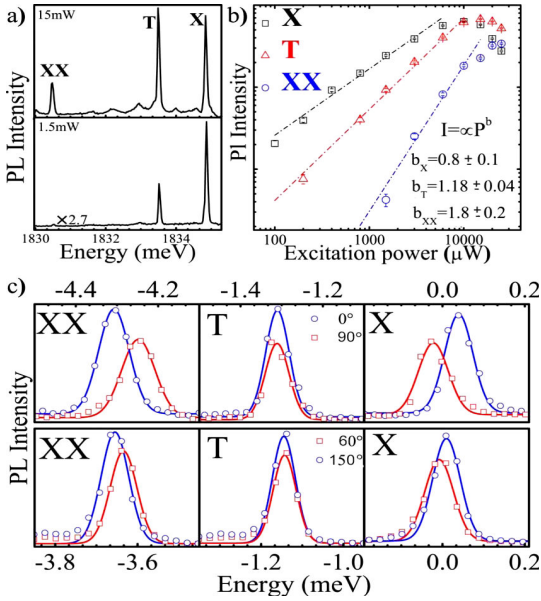 a)
15mW
XX
T
X
1.5mW
×2.7
PL Intensity
1830 1832 1834
Energy (meV)
b)
X
T
XX
I=∝P^b
b_X=0.8 ± 0.1
b_T=1.18 ± 0.04
b_XX=1.8 ± 0.2
Pl Intensity
100 1000 10000
Excitation power (μW)
c)
-4.4 -4.2 -1.4 -1.2 0.0 0.2
XX
T
0°
90°
X
XX
T
60°
150°
X
PL Intensity
-3.8 -3.6 -1.2 -1.0 0.0 0.2
Energy (meV)